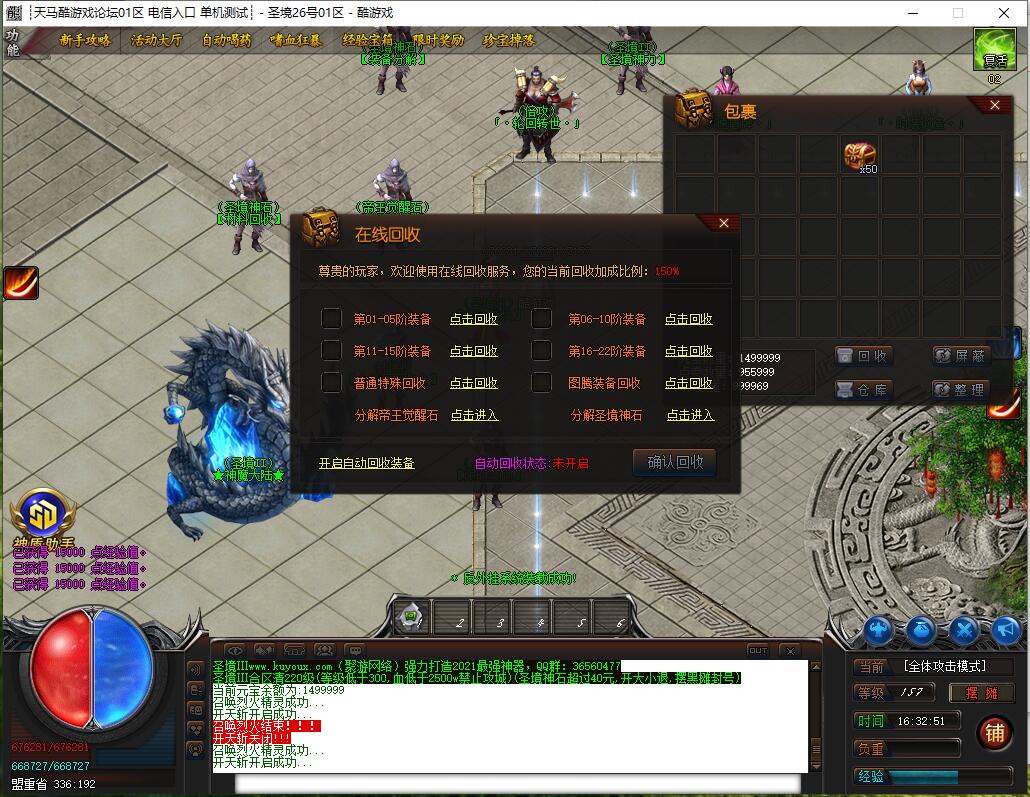 ┊天马酷游戏论坛01区 电信入口 单机测试┊ - 圣境26号01区 - 酷游戏
功能
新手攻略 活动大厅 自动喝药 嗜血狂暴 经验宝箱 限时奖励 珍宝掉落
(圣境神石)
【装备分解】
(圣境II)
【圣境神力】
复活
02
(倍攻)
「·轮回转世·」
包裹
x50
(圣境神石)
【材料回收】
(帝王觉醒石)
在线回收
尊贵的玩家，欢迎使用在线回收服务，您的当前回收加成比例：150%
第01-05阶装备 点击回收 第06-10阶装备 点击回收
第11-15阶装备 点击回收 第16-22阶装备 点击回收
普通特殊回收 点击回收 图腾装备回收 点击回收
分解帝王觉醒石 点击进入 分解圣境神石 点击进入
开启自动回收装备 自动回收状态:未开启 确认回收
1499999
955999
99969
回收 屏蔽
仓库 整理
(圣境II)
★神魔大陆★
神盾助手
已获得 15000 点经验值。
已获得 15000 点经验值。
已获得 15000 点经验值。
* 反外挂系统装载成功!
2 3 4 5 6
OUT
圣境IIIwww.kuyoux.com（聚游网络）强力打造2021最强神器，QQ群：36560477
圣境III合区清220级(等级低于300,血低于2500w禁止攻城)(圣境神石超过40元,开大小退,摆黑摊封号)
当前元宝余额为:1499999
召唤烈火精灵成功...
开天斩开启成功...
召唤烈火结束!!!!
开天斩关闭!!!
召唤烈火精灵成功...
开天斩开启成功...
676281/676281
668727/668727
盟重省 336:192
当前 [全体攻击模式]
等级 157 摆摊
时间 16:32:51
铺
负重
经验